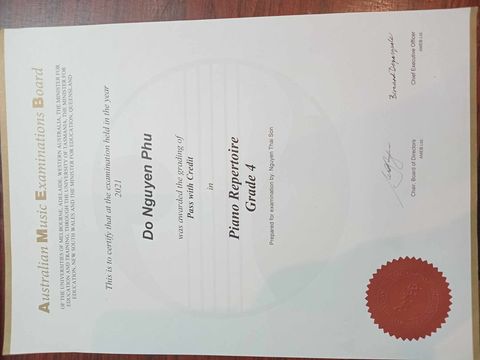 Australian Music Examinations Board
OF THE UNIVERSITIES OF MELBOURNE, ADELAIDE, WESTERN AUSTRALIA, THE MINISTER FOR
EDUCATION AND TRAINING, THROUGH THE UNIVERSITY OF TASMANIA, THE MINISTER FOR
EDUCATION, NEW SOUTH WALES AND THE MINISTER FOR EDUCATION, QUEENSLAND
This is to certify that at the examination held in the year
2021
Do Nguyen Phu
was awarded the grading of
Pass with Credit
in
Piano Repertoire
Grade 4
Prepared for examination by: Nguyen Thai Son
Chair, Board of Directors
AMEB Ltd.
Chief Executive Officer
AMEB Ltd.